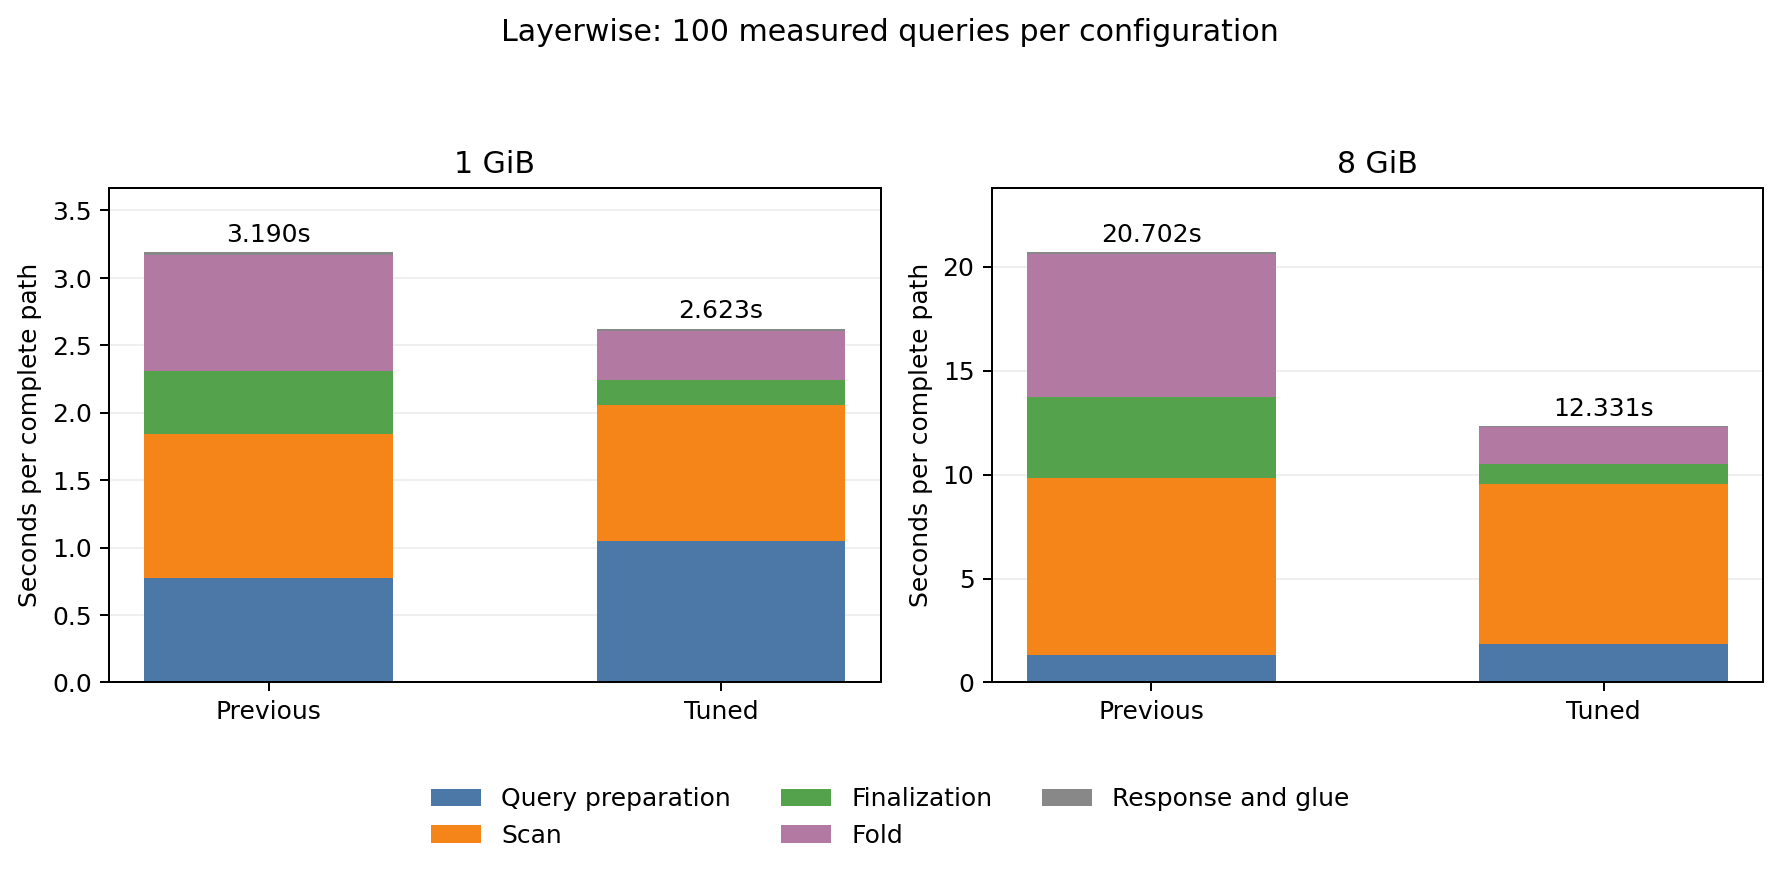 Layerwise: 100 measured queries per configuration
1 GiB
Seconds per complete path
3.5
3.0
2.5
2.0
1.5
1.0
0.5
0.0
3.190s
2.623s
Previous
Tuned
8 GiB
Seconds per complete path
20
15
10
5
0
20.702s
12.331s
Previous
Tuned
Query preparation
Finalization
Response and glue
Scan
Fold